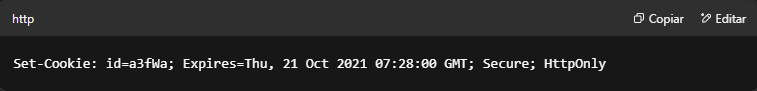 http Copiar Editar
Set-Cookie: id=a3fWa; Expires=Thu, 21 Oct 2021 07:28:00 GMT; Secure; HttpOnly